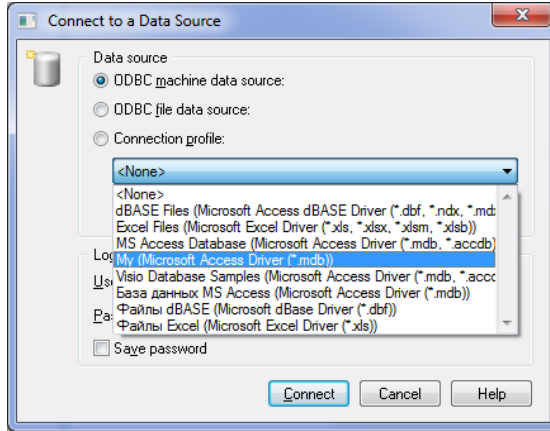 Connect to a Data Source
Data source
ODBC machine data source:
ODBC file data source:
Connection profile:
<None>
<None>
dBASE Files (Microsoft Access dBASE Driver (*.dbf, *.ndx, *.md
Excel Files (Microsoft Excel Driver (*.xls, *.xlsx, *.xlsm, *.xlsb))
MS Access Database (Microsoft Access Driver (*.mdb, *.accdb)
My (Microsoft Access Driver (*.mdb))
Visio Database Samples (Microsoft Access Driver (*.mdb, *.accd
База данных MS Access (Microsoft Access Driver (*.mdb))
Файлы dBASE (Microsoft dBase Driver (*.dbf))
Файлы Excel (Microsoft Excel Driver (*.xls))
Log
Us
Pa
Save password
Connect Cancel Help